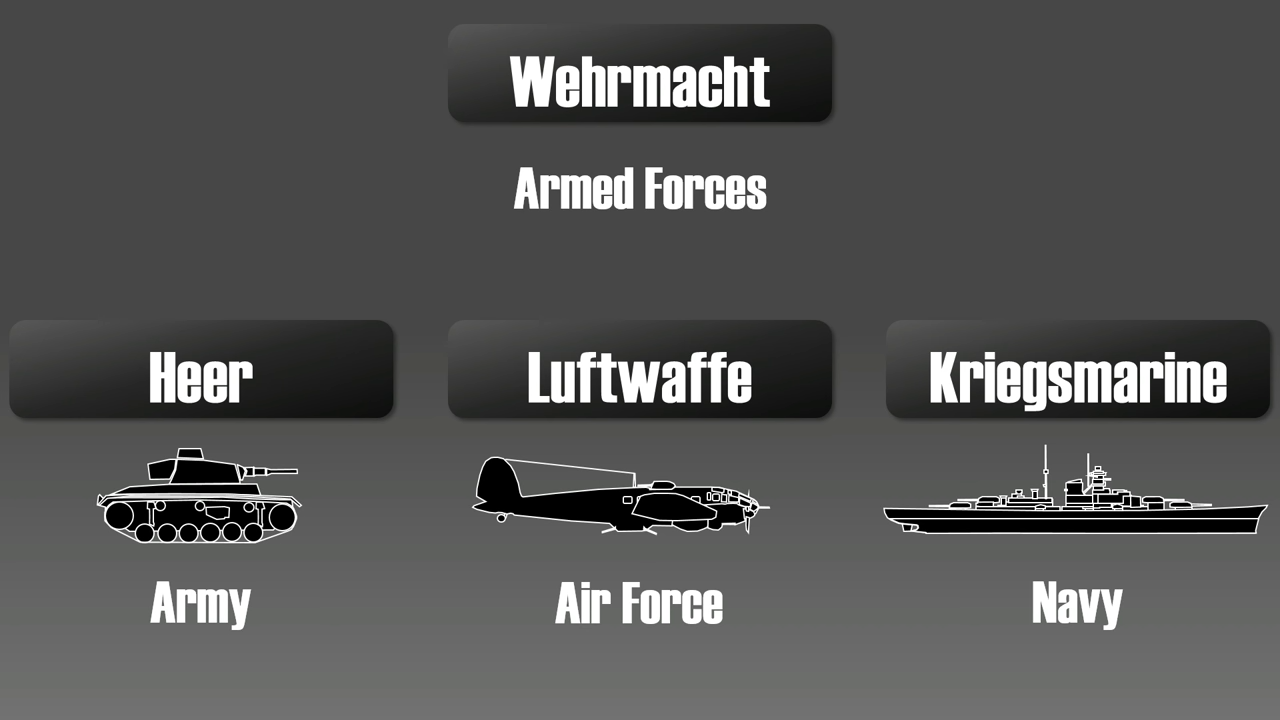 Wehrmacht
Armed Forces
Heer
Luftwaffe
Kriegsmarine
Army
Air Force
Navy